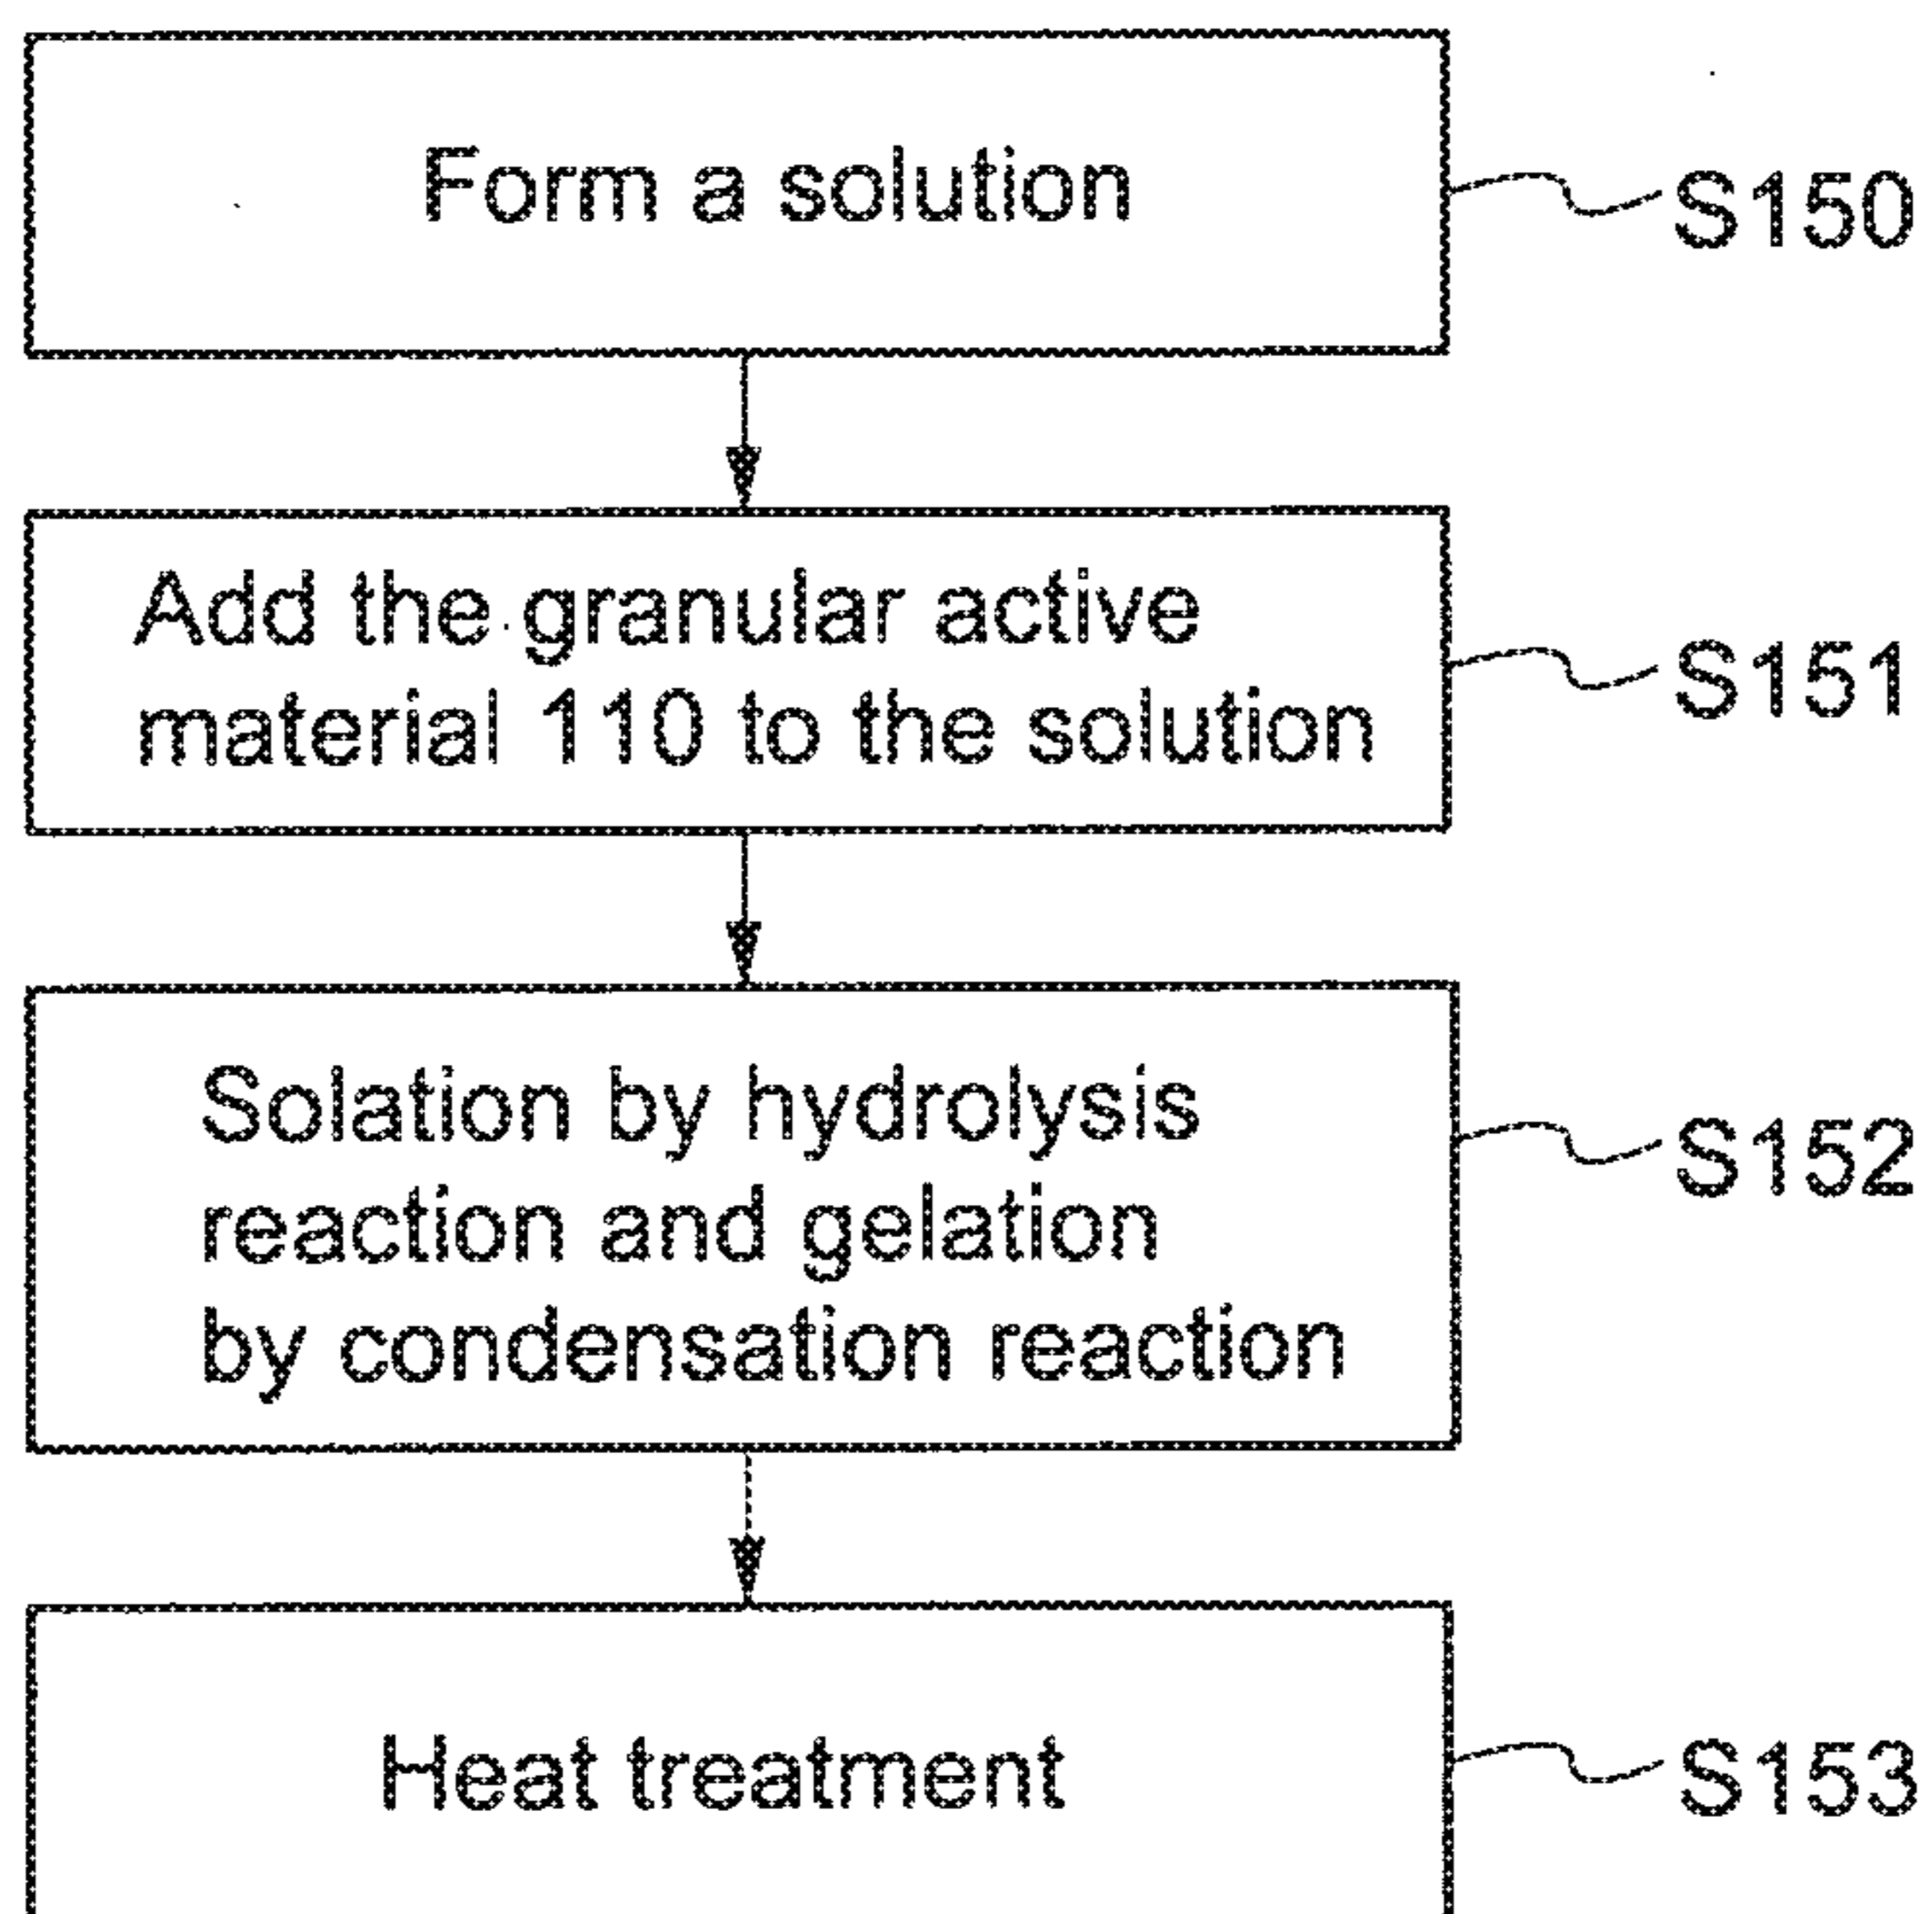 Form a solution
S150
Add the granular active
material 110 to the solution
S151
Solation by hydrolysis
reaction and gelation
by condensation reaction
S152
Heat treatment
S153